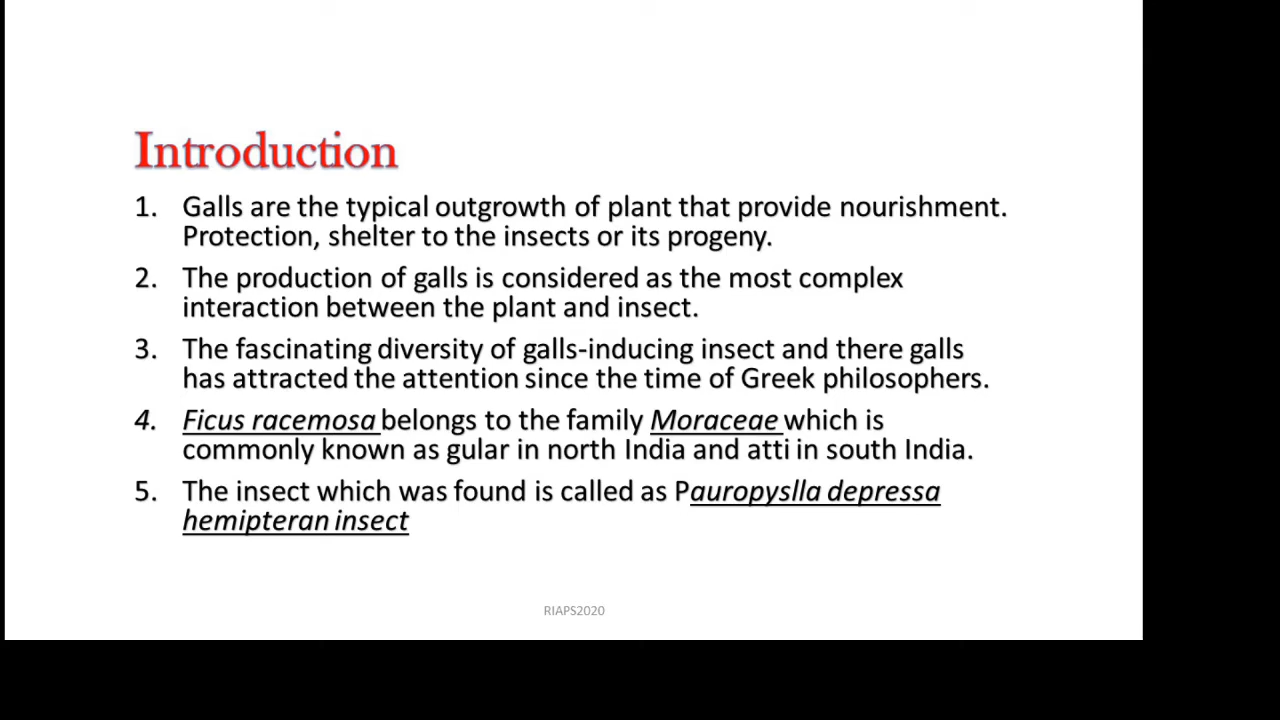 Introduction
1. Galls are the typical outgrowth of plant that provide nourishment.
Protection, shelter to the insects or its progeny.
2. The production of galls is considered as the most complex
interaction between the plant and insect.
3. The fascinating diversity of galls-inducing insect and there galls
has attracted the attention since the time of Greek philosophers.
4. Ficus racemosa belongs to the family Moraceae which is
commonly known as gular in north India and atti in south India.
5. The insect which was found is called as Pauropyslla depressa
hemipteran insect
RIAPS2020